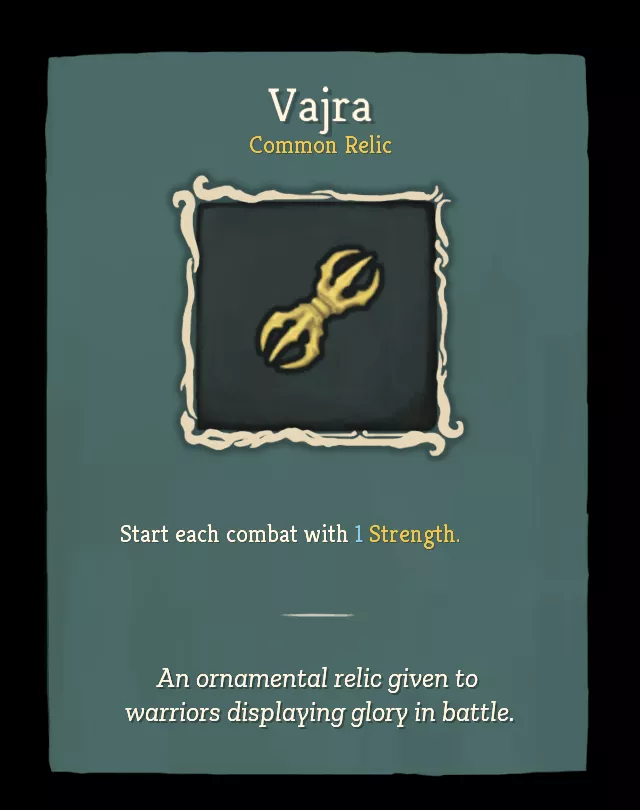 Vajra
Common Relic
Start each combat with 1 Strength.
An ornamental relic given to
warriors displaying glory in battle.